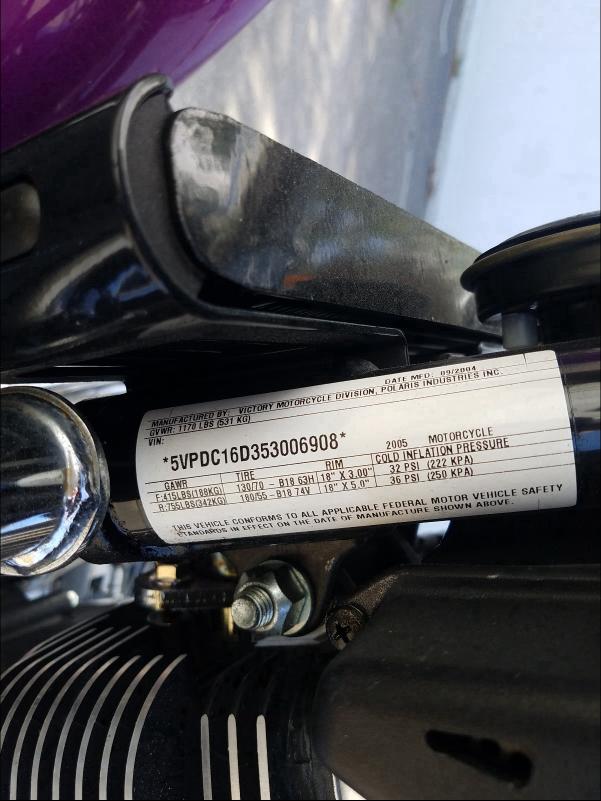 DATE MFD: 09/2004
MANUFACTURED BY: VICTORY MOTORCYCLE DIVISION, POLARIS INDUSTRIES INC.
GVWR: 1170 LBS (531 KG)
VIN:
*5VPDC16D353006908*
2005 MOTORCYCLE
GAWR TIRE RIM COLD INFLATION PRESSURE
F:415LBS(188KG) 130/70 - B18 63H 18" X 3.00" 32 PSI (222 KPA)
R:755LBS(342KG) 180/55 - B18 74V 18" X 5.0" 36 PSI (250 KPA)
THIS VEHICLE CONFORMS TO ALL APPLICABLE FEDERAL MOTOR VEHICLE SAFETY
STANDARDS IN EFFECT ON THE DATE OF MANUFACTURE SHOWN ABOVE.